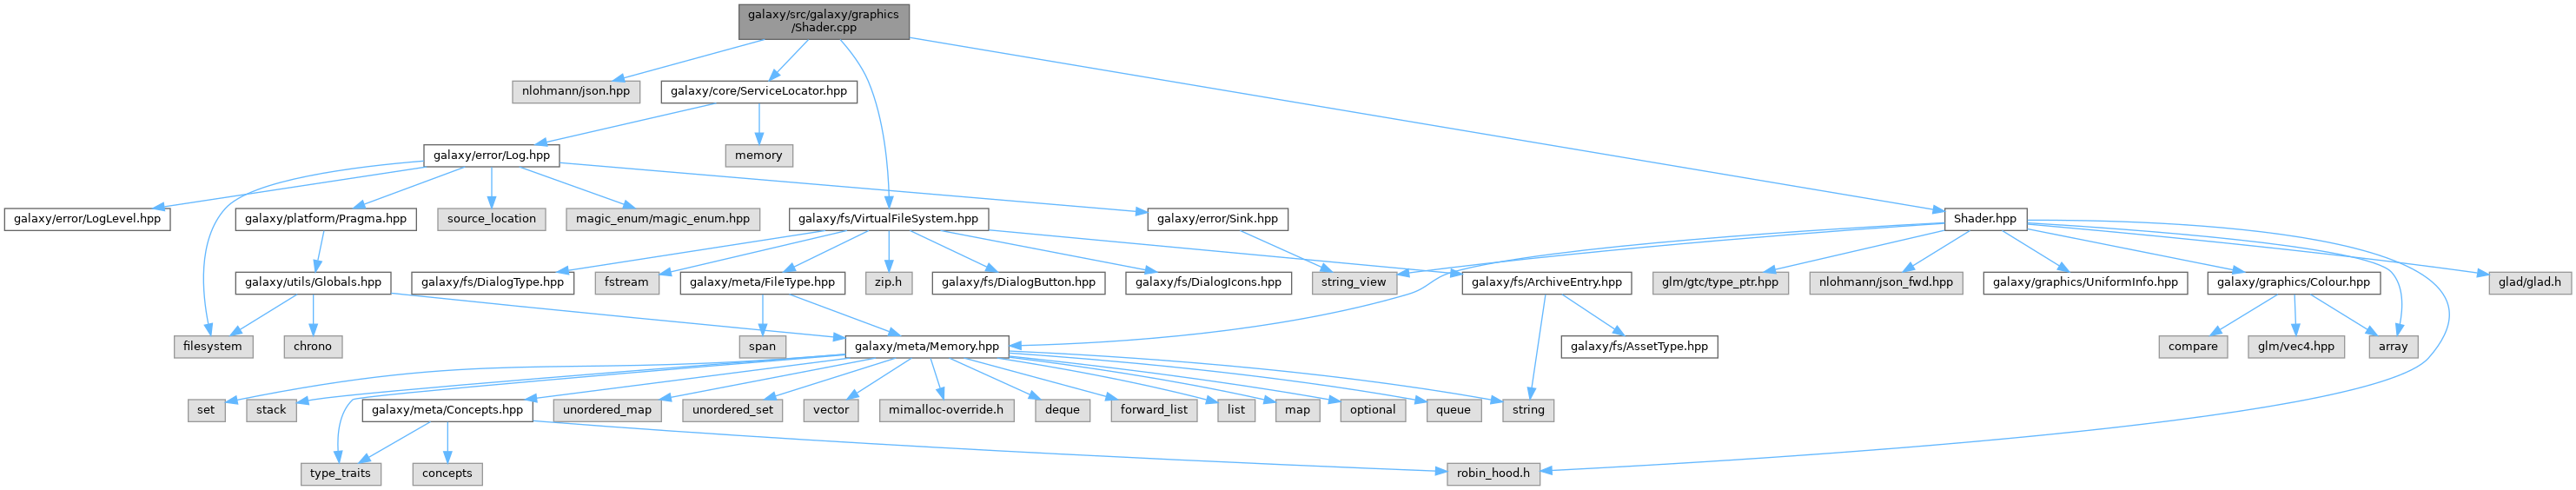 galaxy/src/galaxy/graphics
/Shader.cpp
nlohmann/json.hpp
galaxy/core/ServiceLocator.hpp
galaxy/error/Log.hpp
memory
galaxy/error/LogLevel.hpp
galaxy/platform/Pragma.hpp
source_location
magic_enum/magic_enum.hpp
galaxy/fs/VirtualFileSystem.hpp
galaxy/error/Sink.hpp
Shader.hpp
galaxy/utils/Globals.hpp
galaxy/fs/DialogType.hpp
fstream
galaxy/meta/FileType.hpp
zip.h
galaxy/fs/DialogButton.hpp
galaxy/fs/DialogIcons.hpp
string_view
galaxy/fs/ArchiveEntry.hpp
glm/gtc/type_ptr.hpp
nlohmann/json_fwd.hpp
galaxy/graphics/UniformInfo.hpp
galaxy/graphics/Colour.hpp
glad/glad.h
filesystem
chrono
span
galaxy/meta/Memory.hpp
galaxy/fs/AssetType.hpp
compare
glm/vec4.hpp
array
set
stack
galaxy/meta/Concepts.hpp
unordered_map
unordered_set
vector
mimalloc-override.h
deque
forward_list
list
map
optional
queue
string
type_traits
concepts
robin_hood.h